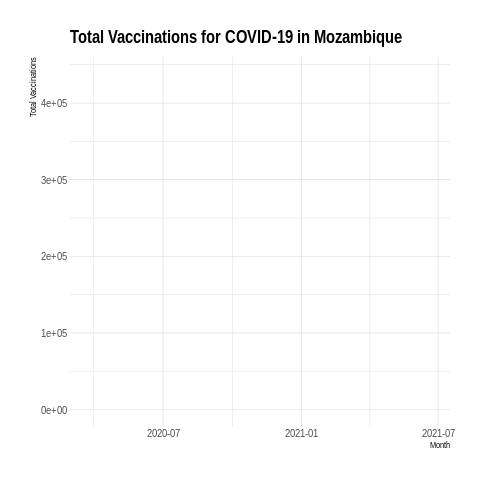 Total Vaccinations for COVID-19 in Mozambique
Total Vaccinations
4e+05
3e+05
2e+05
1e+05
0e+00
2020-07 2021-01 2021-07
Month